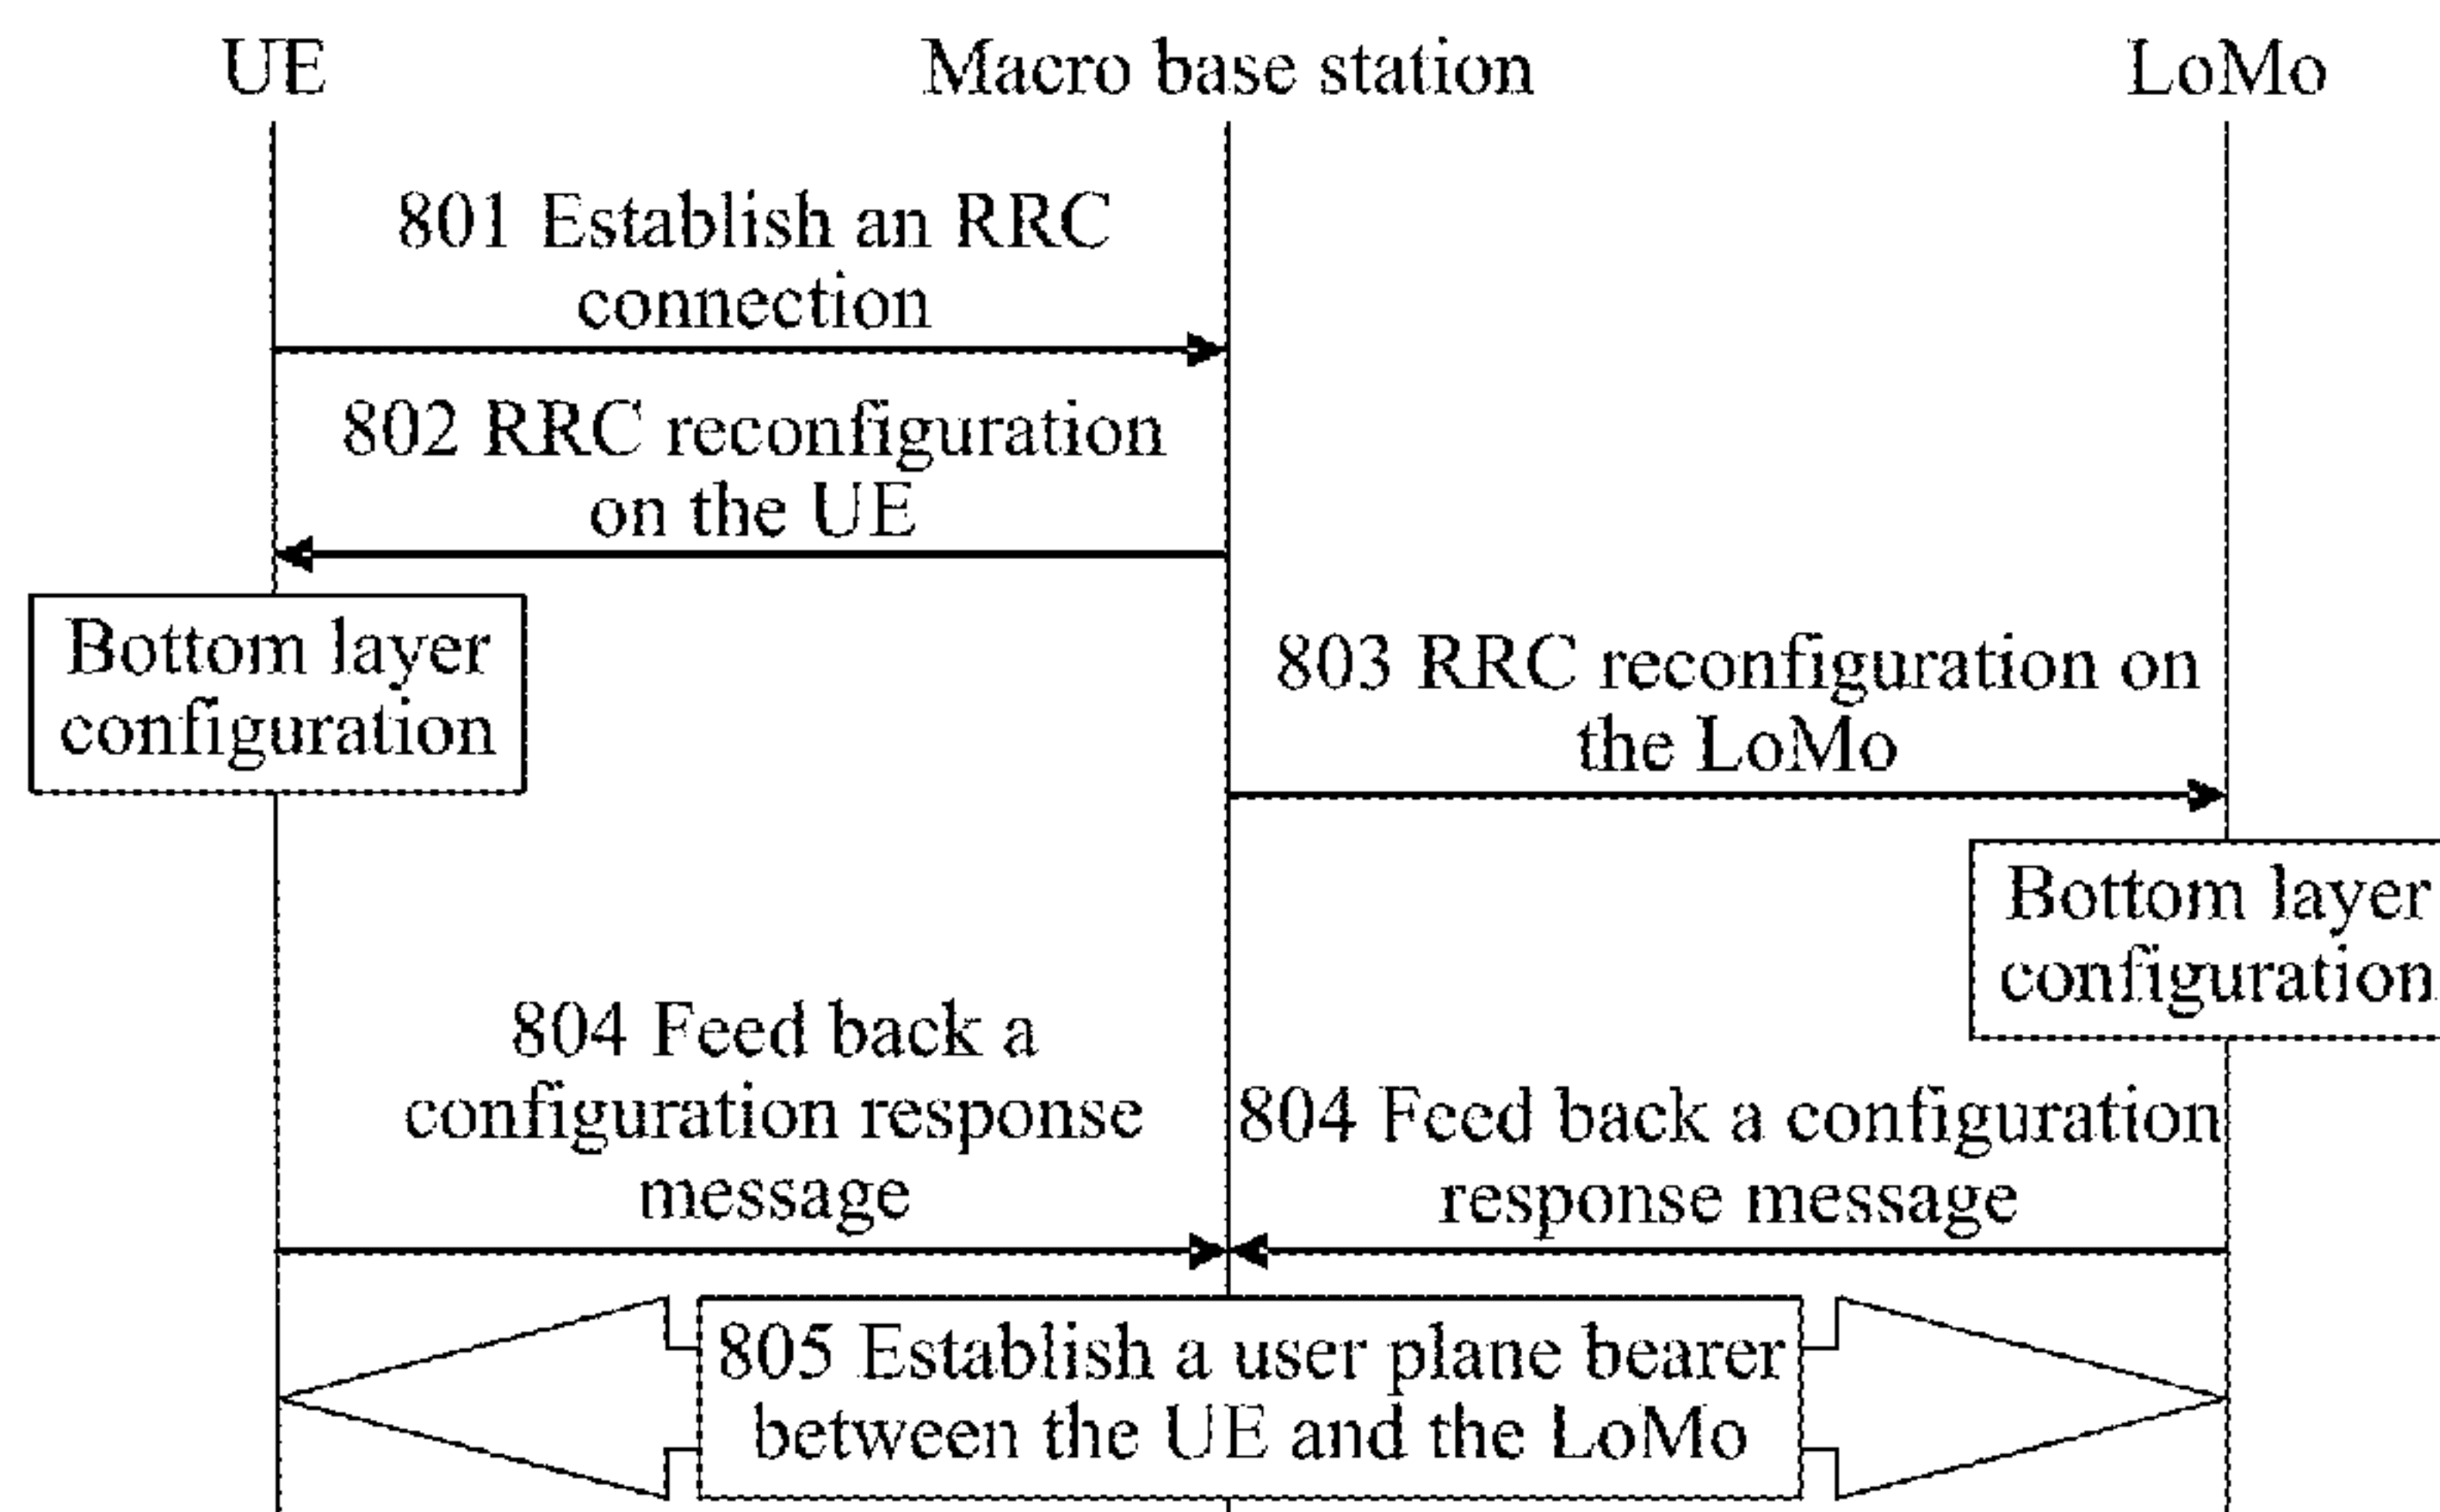 UE
Macro base station
LoMo
801 Establish an RRC
connection
802 RRC reconfiguration
on the UE
Bottom layer
configuration
803 RRC reconfiguration on
the LoMo
Bottom layer
configuration
804 Feed back a
configuration response
message
804 Feed back a configuration
response message
805 Establish a user plane bearer
between the UE and the LoMo